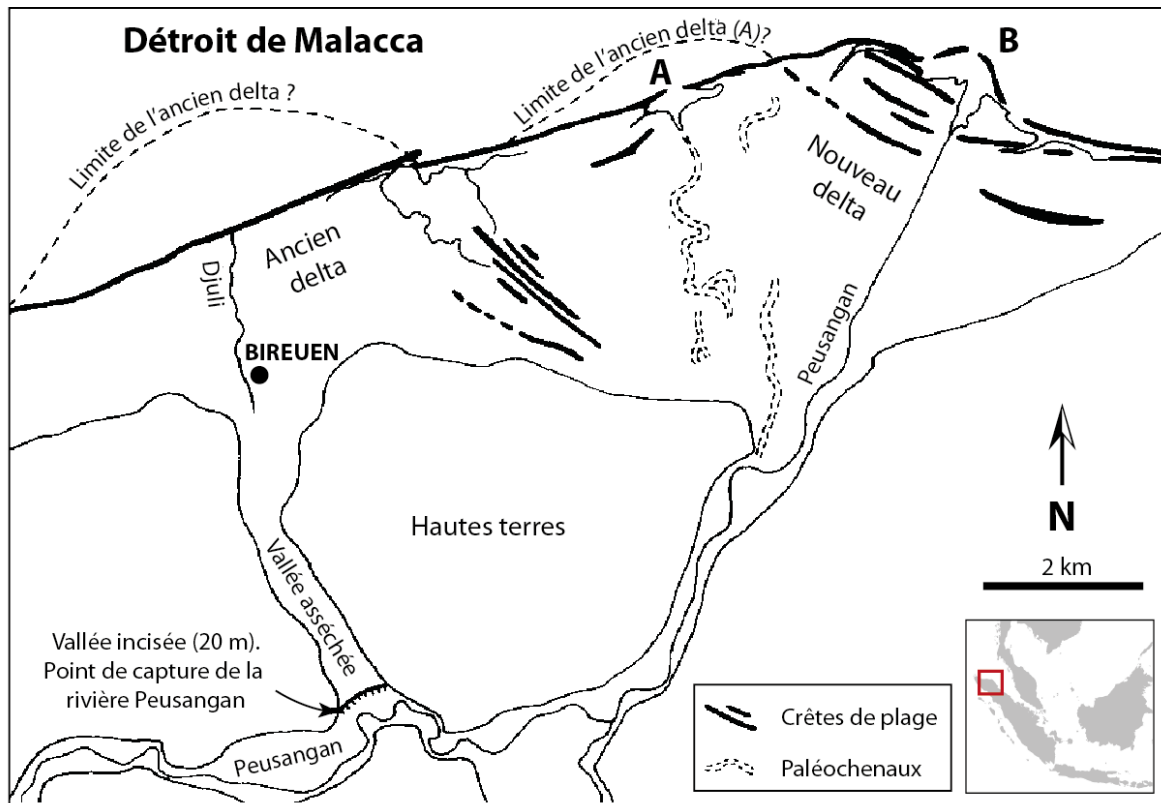 Détroit de Malacca
Limite de l'ancien delta ?
Limite de l'ancien delta (A)?
A
B
Nouveau
delta
Ancien
delta
Djuli
BIREUEN
Peusangan
Hautes terres
Vallée asséchée
N
2 km
Vallée incisée (20 m).
Point de capture de la
rivière Peusangan
Peusangan
Crêtes de plage
Paléochenaux